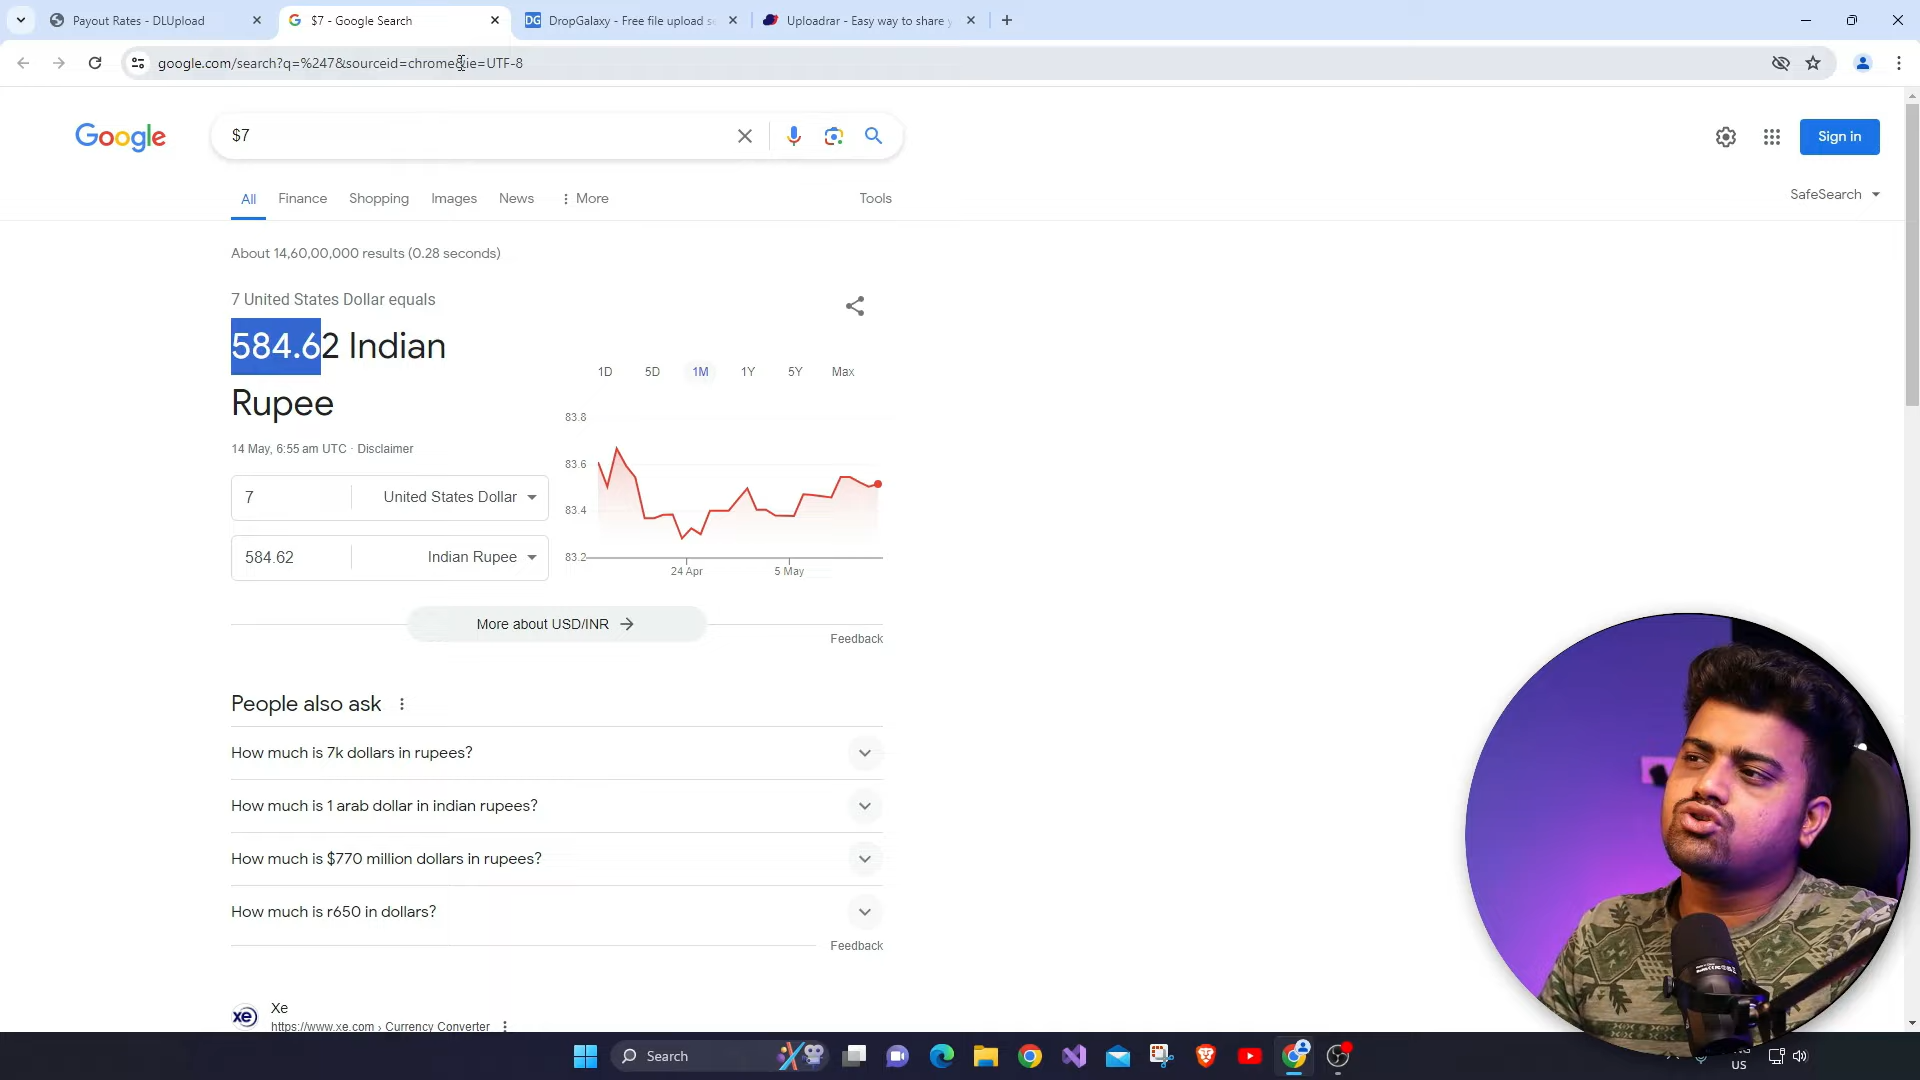 Payout Rates - DLUpload
$7 - Google Search
DropGalaxy - Free file upload se
Uploadrar - Easy way to share y
google.com/search?q=%247&sourceid=chrome&ie=UTF-8
Google
$7
Sign in
All
Finance
Shopping
Images
News
More
Tools
SafeSearch
About 14,60,00,000 results (0.28 seconds)
7 United States Dollar equals
584.62 Indian
Rupee
14 May, 6:55 am UTC · Disclaimer
7
United States Dollar
584.62
Indian Rupee
1D
5D
1M
1Y
5Y
Max
83.8
83.6
83.4
83.2
24 Apr
5 May
More about USD/INR
Feedback
People also ask
How much is 7k dollars in rupees?
How much is 1 arab dollar in indian rupees?
How much is $770 million dollars in rupees?
How much is r650 in dollars?
Feedback
xe
Xe
https://www.xe.com › Currency Converter
Search
US